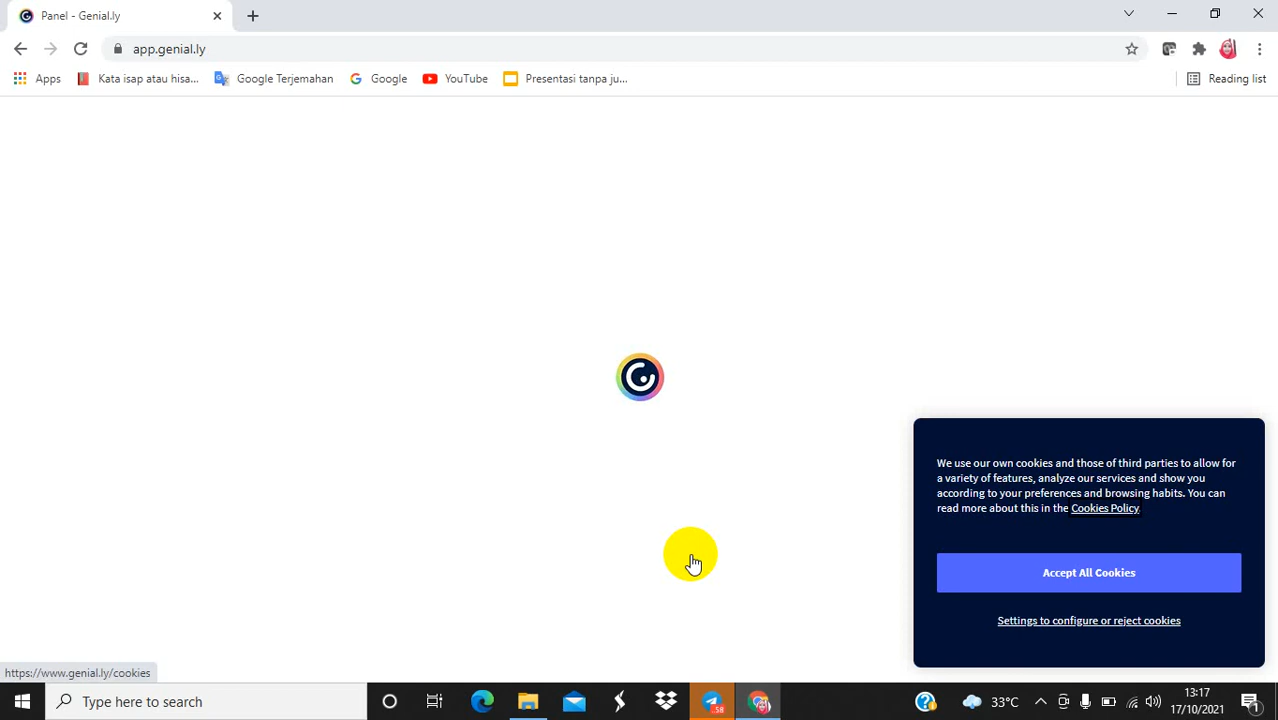 Panel - Genial.ly
app.genial.ly
Apps
Kata isap atau hisa...
Google Terjemahan
Google
YouTube
Presentasi tanpa ju...
Reading list
We use our own cookies and those of third parties to allow for
a variety of features, analyze our services and show you
according to your preferences and browsing habits. You can
read more about this in the Cookies Policy
Accept All Cookies
Settings to configure or reject cookies
https://www.genial.ly/cookies
Type here to search
58
33°C
13:17
17/10/2021
1